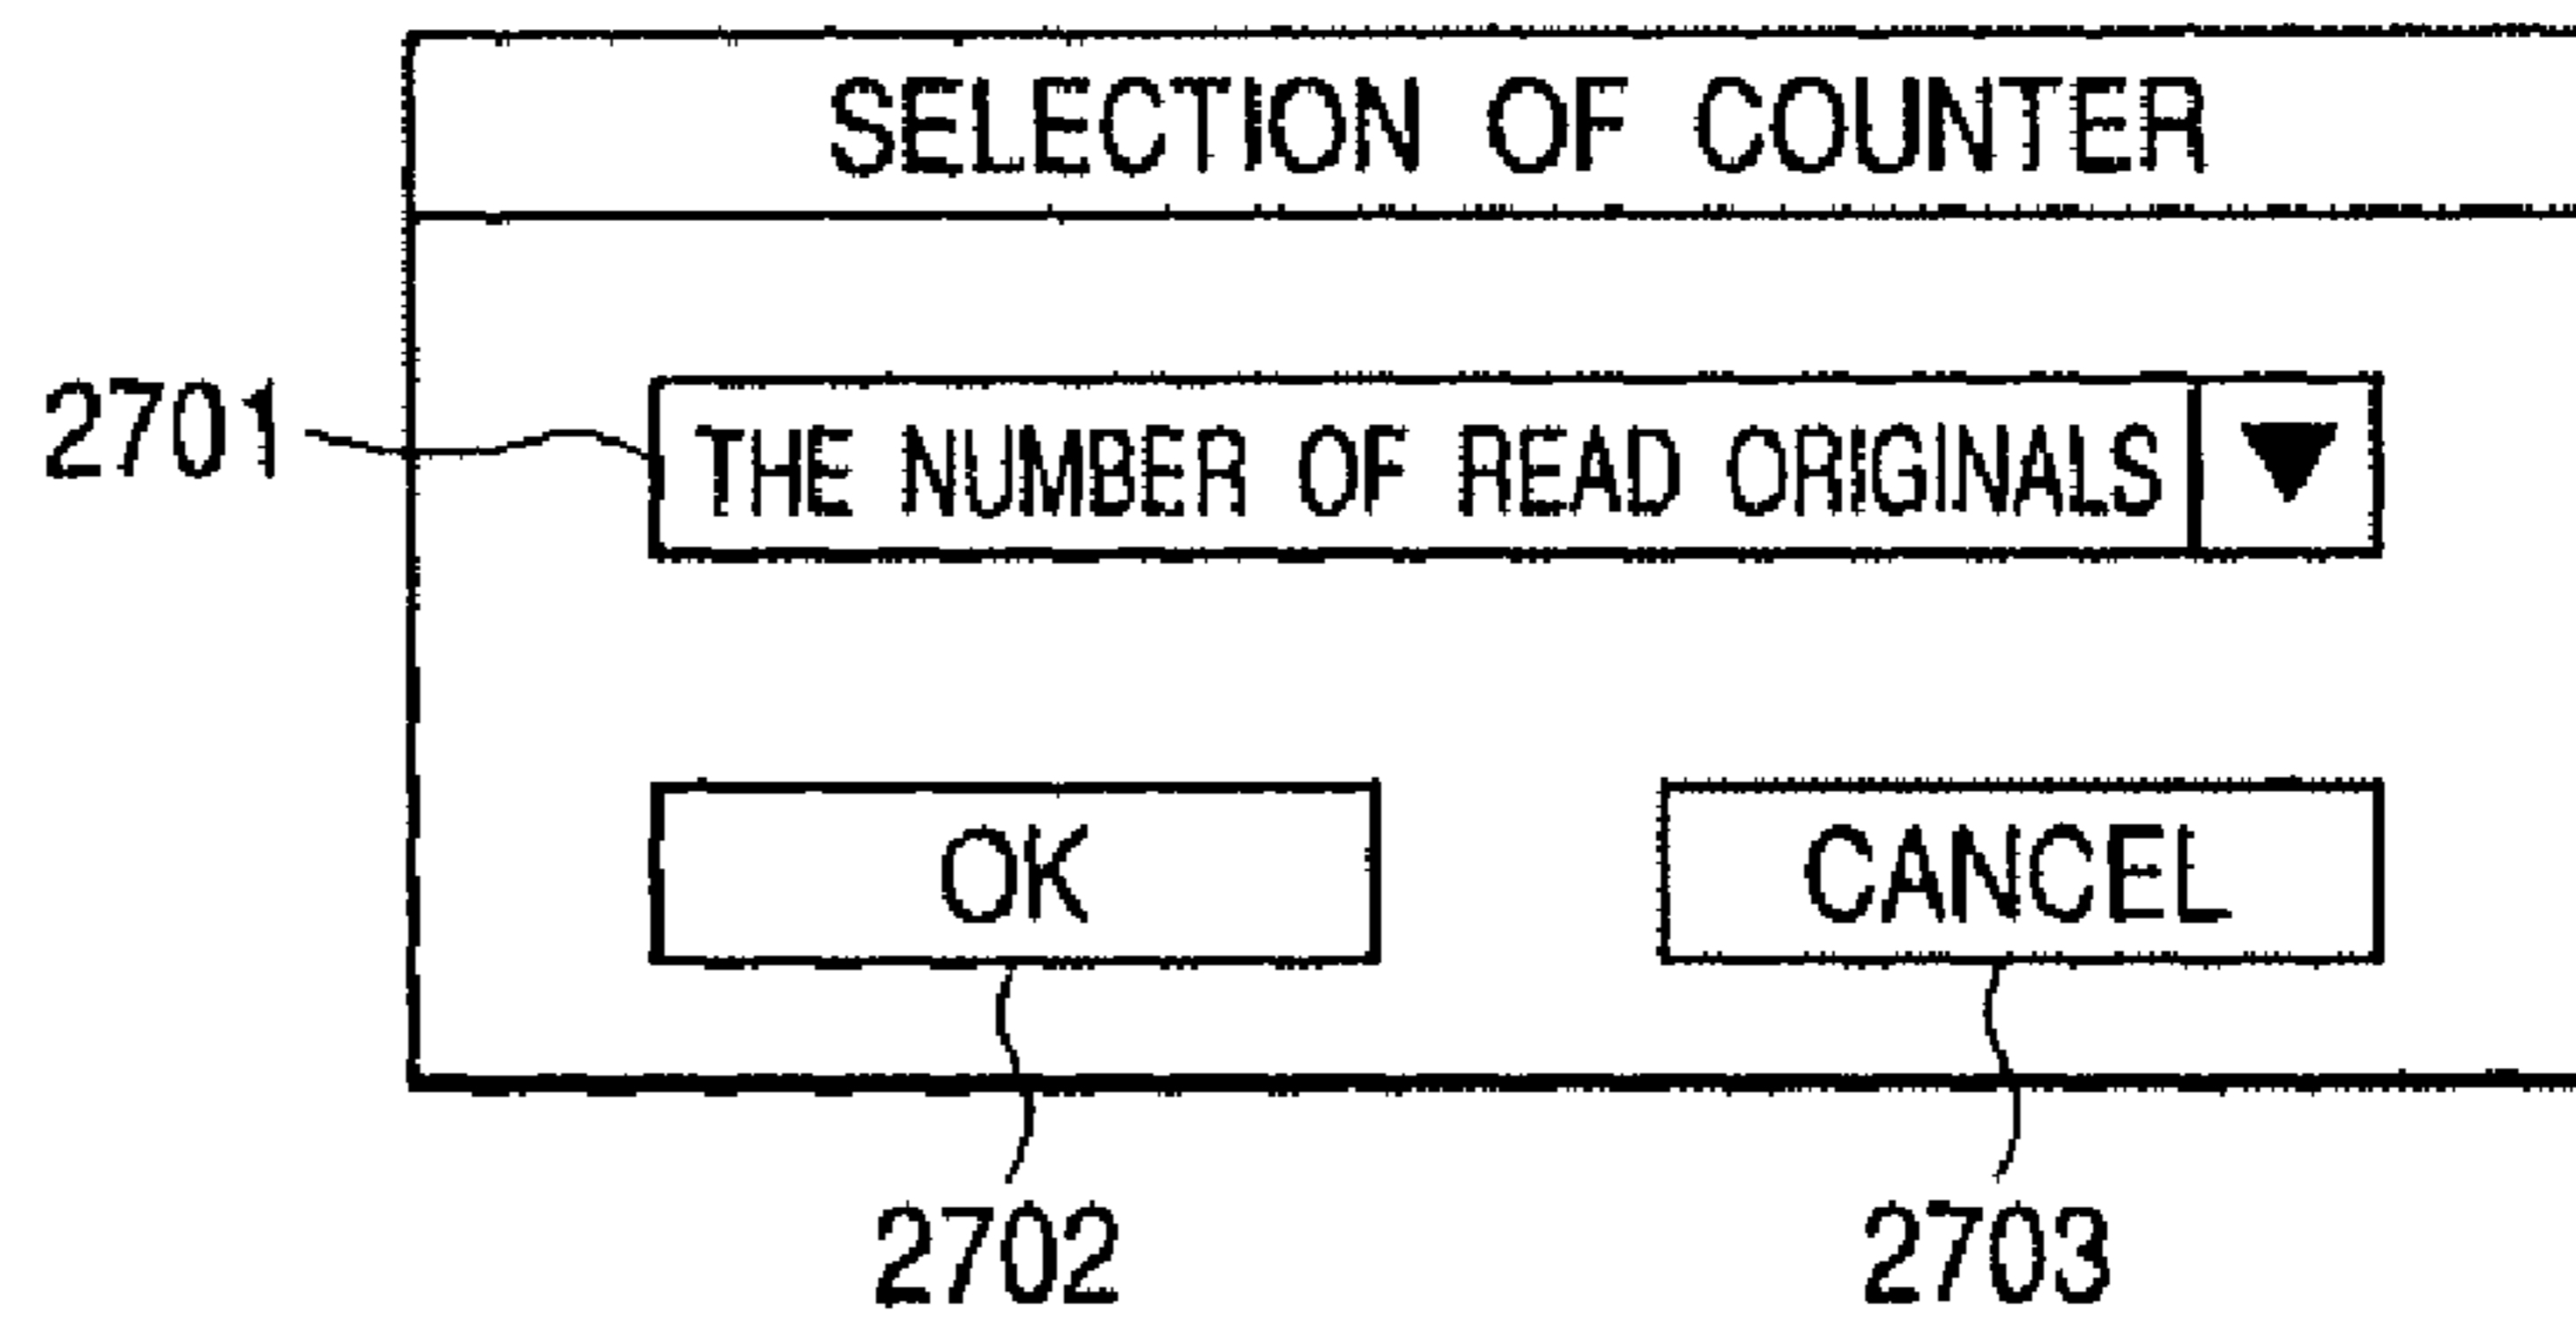 SELECTION OF COUNTER
2701
THE NUMBER OF READ ORIGINALS ▼
OK
CANCEL
2702
2703